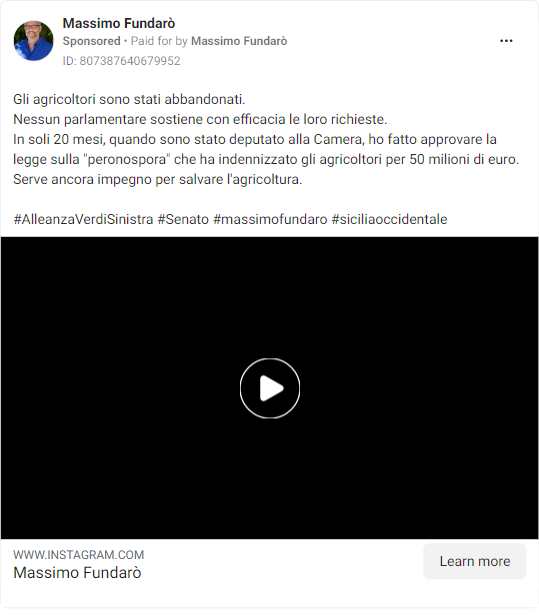 Massimo Fundarò
Sponsored • Paid for by Massimo Fundarò
ID: 807387640679952
Gli agricoltori sono stati abbandonati.
Nessun parlamentare sostiene con efficacia le loro richieste.
In soli 20 mesi, quando sono stato deputato alla Camera, ho fatto approvare la
legge sulla "peronospora" che ha indennizzato gli agricoltori per 50 milioni di euro.
Serve ancora impegno per salvare l'agricoltura.
#AlleanzaVerdiSinistra #Senato #massimofundaro #siciliaoccidentale
WWW.INSTAGRAM.COM
Massimo Fundarò
Learn more